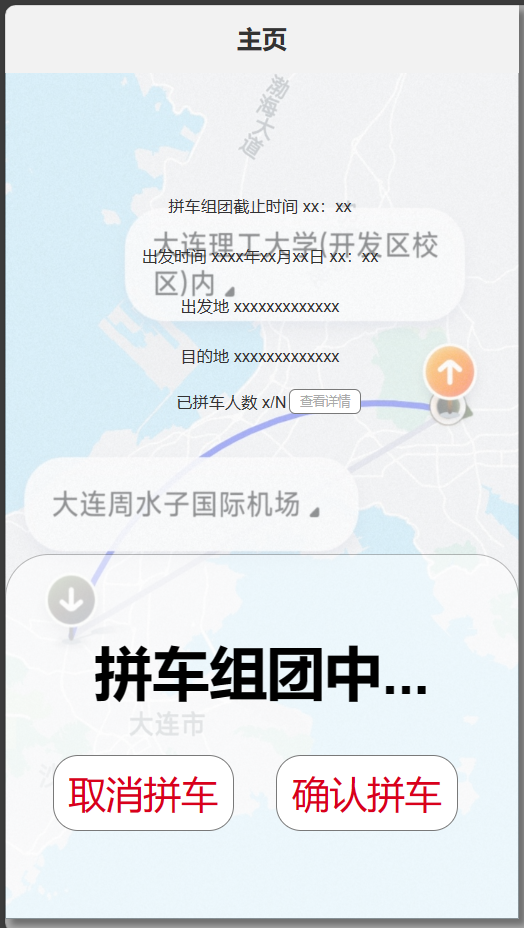 主页
渤海大道
拼车组团截止时间 xx：xx
大连理工大学(开发区校
出发时间 xxxx年xx月xx日 xx：xx
区)内
出发地 xxxxxxxxxxxxx
目的地 xxxxxxxxxxxxx
已拼车人数 x/N 查看详情
大连周水子国际机场
拼车组团中...
大连市
取消拼车 确认拼车